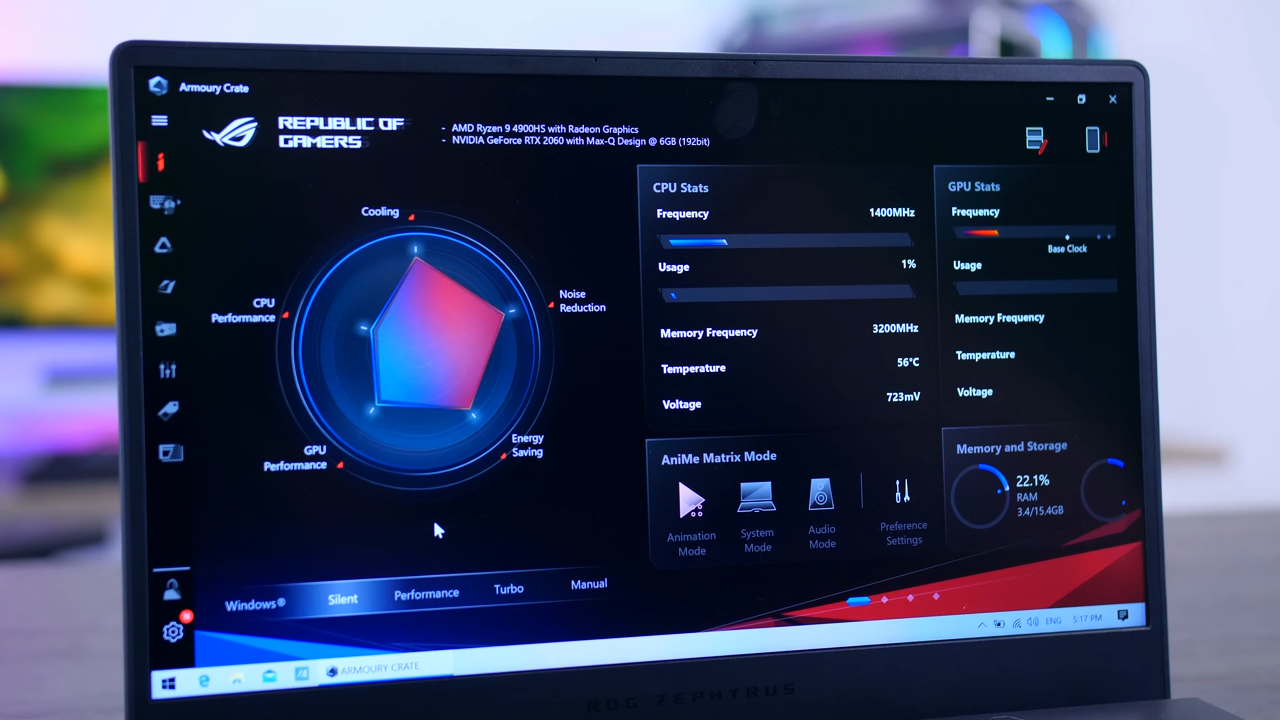 Armoury Crate
REPUBLIC OF
GAMERS
- AMD Ryzen 9 4900HS with Radeon Graphics
- NVIDIA GeForce RTX 2060 with Max-Q Design @ 6GB (192bit)
Cooling
Noise
Reduction
CPU
Performance
GPU
Performance
Energy
Saving
Windows®
Silent
Performance
Turbo
Manual
CPU Stats
Frequency
1400MHz
Usage
1%
Memory Frequency
3200MHz
Temperature
56°C
Voltage
723mV
GPU Stats
Frequency
Base Clock
Usage
Memory Frequency
Temperature
Voltage
AniMe Matrix Mode
Animation
Mode
System
Mode
Audio
Mode
Preference
Settings
Memory and Storage
22.1%
RAM
3.4/15.4GB
ARMOURY CRATE
ENG
5:17 PM
ROG ZEPHYRUS